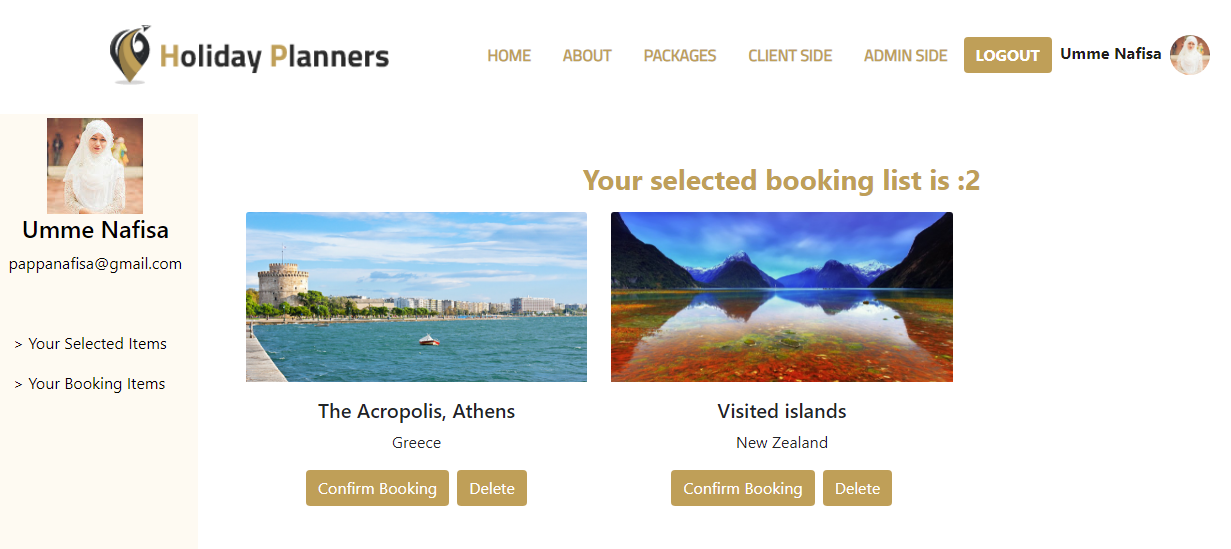 Holiday Planners
HOME ABOUT PACKAGES CLIENT SIDE ADMIN SIDE LOGOUT Umme Nafisa
Umme Nafisa
pappanafisa@gmail.com
> Your Selected Items
> Your Booking Items
Your selected booking list is :2
The Acropolis, Athens
Greece
Confirm Booking Delete
Visited islands
New Zealand
Confirm Booking Delete